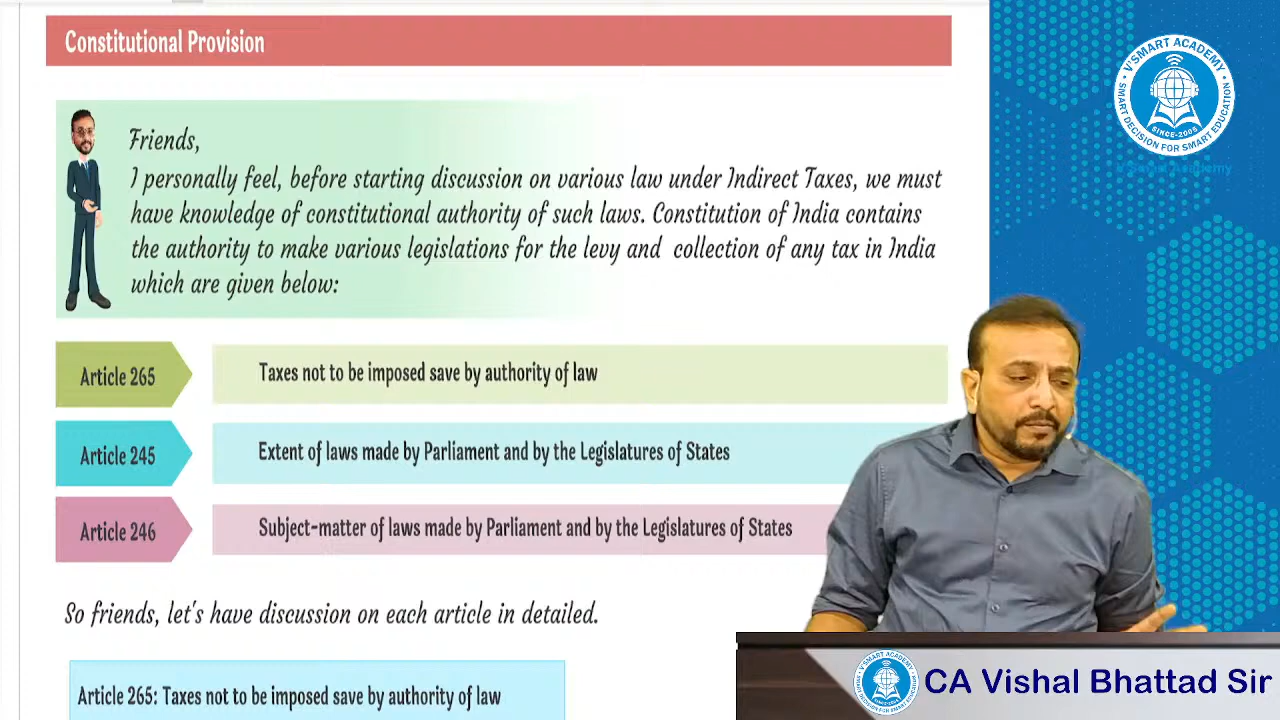 Constitutional Provision
Friends,
I personally feel, before starting discussion on various law under Indirect Taxes, we must
have knowledge of constitutional authority of such laws. Constitution of India contains
the authority to make various legislations for the levy and collection of any tax in India
which are given below:
Article 265
Taxes not to be imposed save by authority of law
Article 245
Extent of laws made by Parliament and by the Legislatures of States
Article 246
Subject-matter of laws made by Parliament and by the Legislatures of States
So friends, let's have discussion on each article in detailed.
Article 265: Taxes not to be imposed save by authority of law
V'SMART ACADEMY
SINCE-2005
SMART DECISION FOR SMART EDUCATION
V'Smart Academy
CA Vishal Bhattad Sir